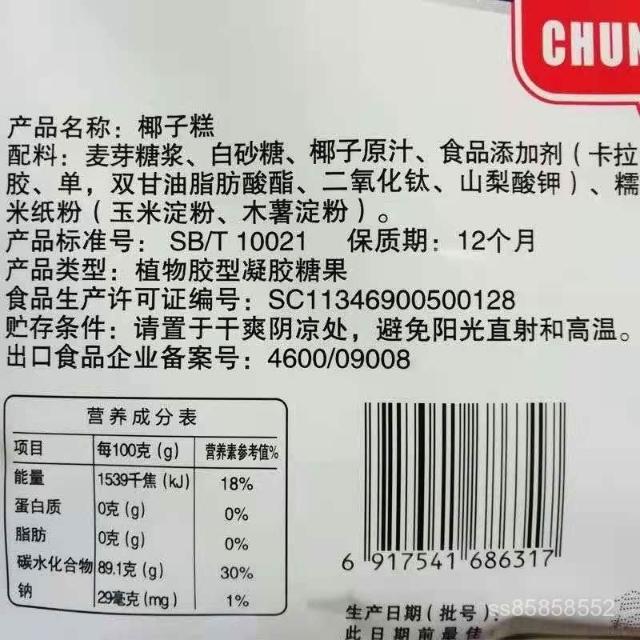 CHUN
产品名称：椰子糕
配料：麦芽糖浆、白砂糖、椰子原汁、食品添加剂（卡拉
胶、单，双甘油脂肪酸酯、二氧化钛、山梨酸钾）、糯
米纸粉（玉米淀粉、木薯淀粉）。
产品标准号： SB/T 10021 保质期：12个月
产品类型：植物胶型凝胶糖果
食品生产许可证编号：SC11346900500128
贮存条件：请置于干爽阴凉处，避免阳光直射和高温。
出口食品企业备案号：4600/09008
营养成分表
项目 每100克 (g) 营养素参考值%
能量 1539千焦 (kJ) 18%
蛋白质 0克 (g) 0%
脂肪 0克 (g) 0%
碳水化合物 89.1克 (g) 30%
钠 29毫克 (mg) 1%
6 917541 686317
生产日期（批号）：
ss85858552
此日期前最佳